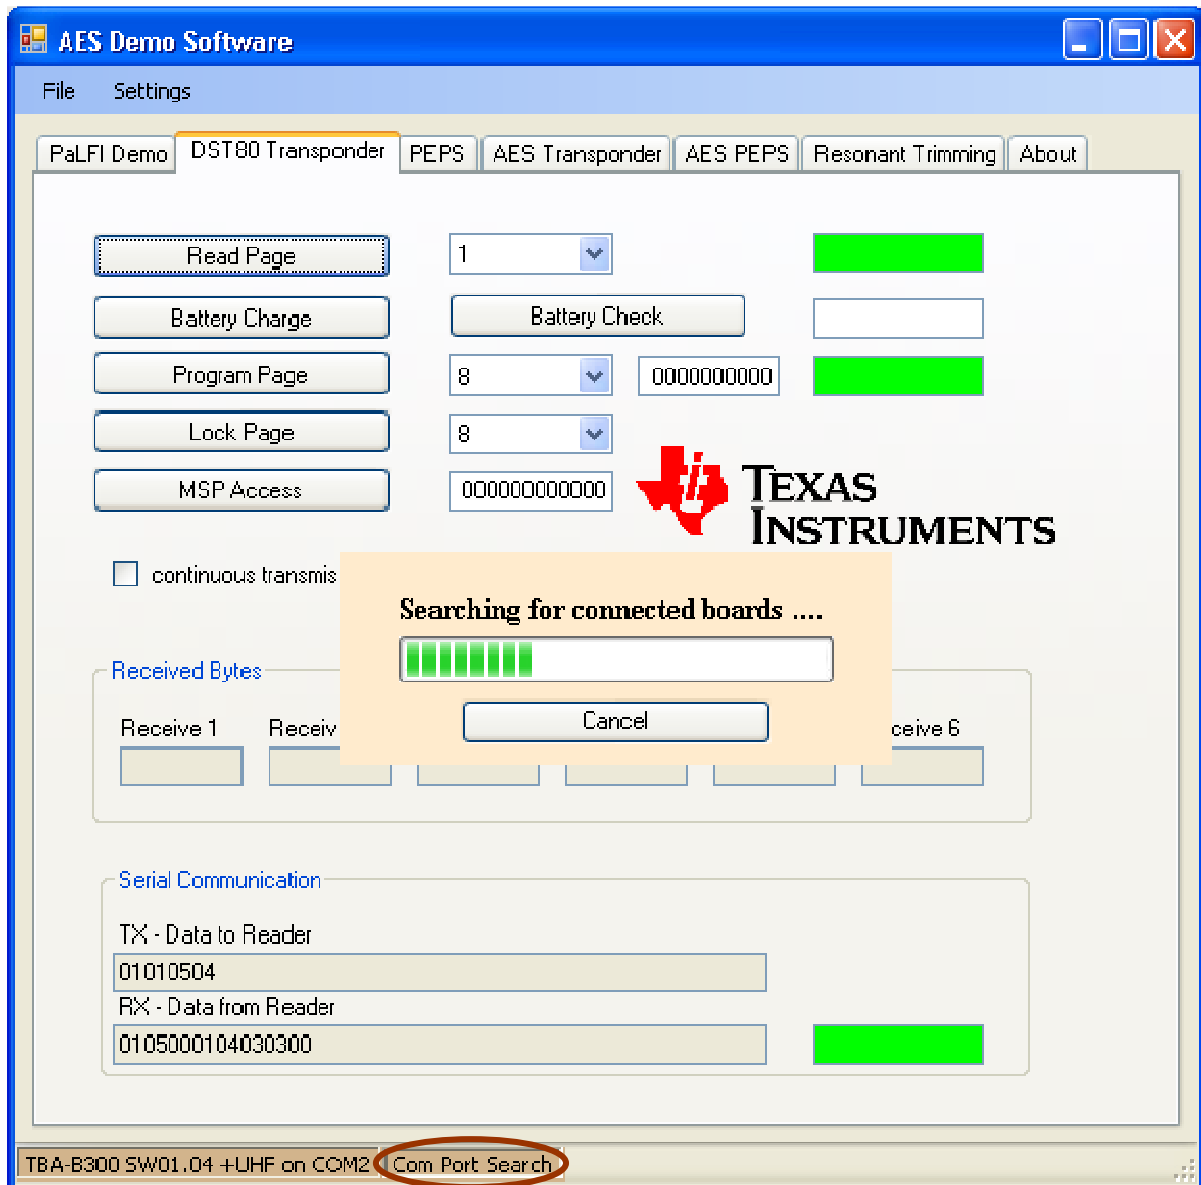 AES Demo Software
File Settings
PaLFI Demo DST80 Transponder PEPS AES Transponder AES PEPS Resonant Trimming About
Read Page 1
Battery Charge Battery Check
Program Page 8 0000000000
Lock Page 8
MSP Access 000000000000
TEXAS
INSTRUMENTS
continuous transmis
Searching for connected boards ....
Cancel
Received Bytes
Receive 1 Receiv ceive 6
Serial Communication
TX - Data to Reader
01010504
RX - Data from Reader
0105000104030300
TBA-B300 SW01.04 +UHF on COM2 Com Port Search